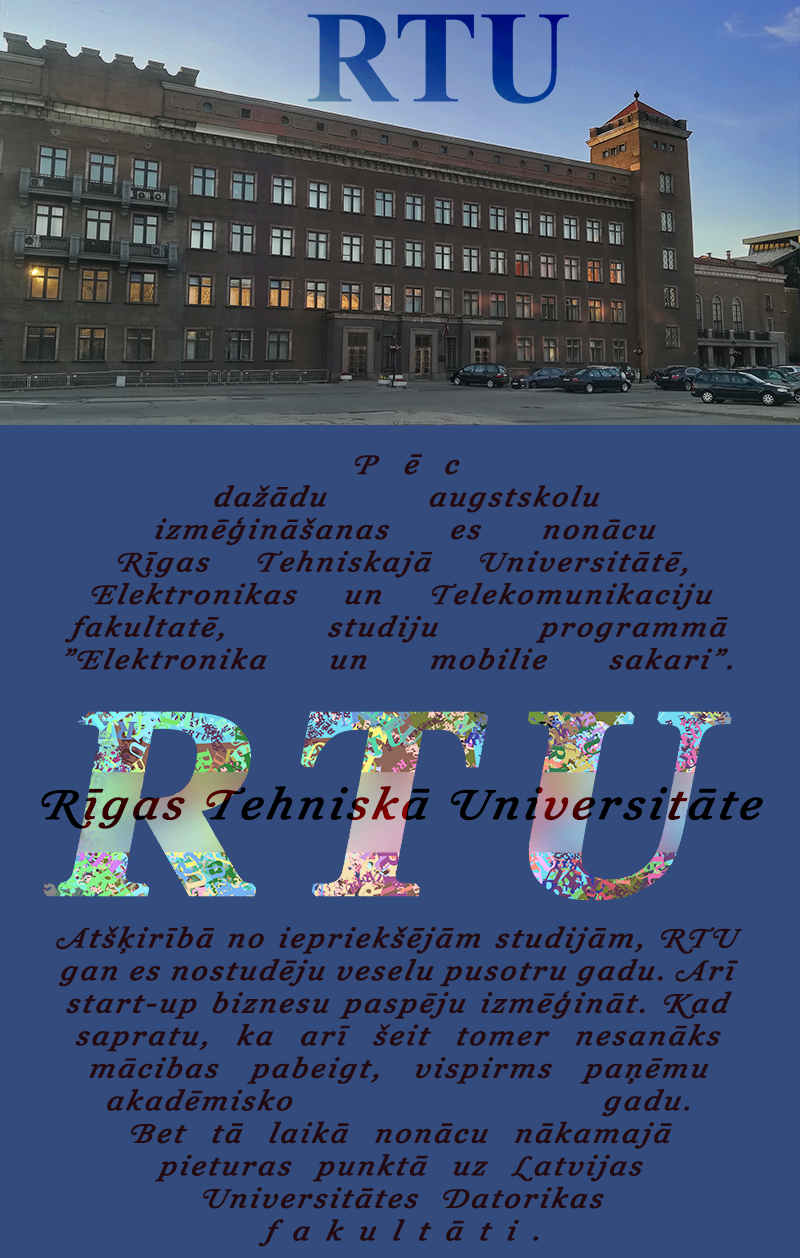 RTU
Pēc
dažādu augstskolu
izmēģināšanas es nonācu
Rīgas Tehniskajā Universitātē,
Elektronikas un Telekomunikaciju
fakultatē, studiju programmā
”Elektronika un mobilie sakari”.
RTU
Rīgas Tehniskā Universitāte
Atšķirībā no iepriekšējām studijām, RTU
gan es nostudēju veselu pusotru gadu. Arī
start-up biznesu paspēju izmēģināt. Kad
sapratu, ka arī šeit tomer nesanāks
mācibas pabeigt, vispirms paņēmu
akadēmisko gadu.
Bet tā laikā nonācu nākamajā
pieturas punktā uz Latvijas
Universitātes Datorikas
fakultāti.